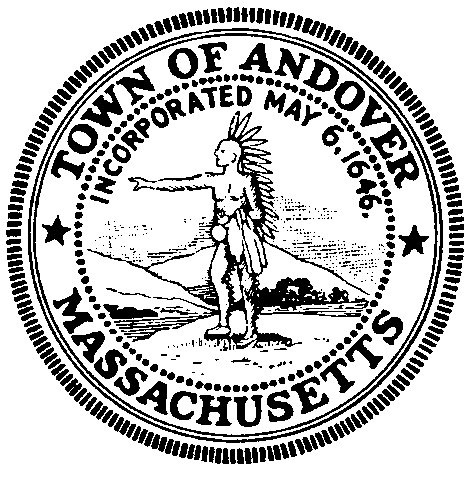 TOWN OF ANDOVER
INCORPORATED MAY 6, 1646.
MASSACHUSETTS